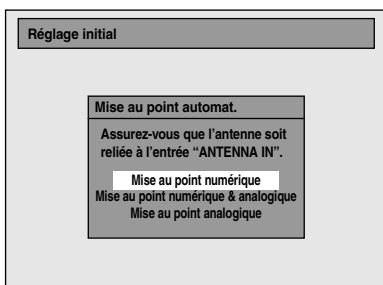 Réglage initial
Mise au point automat.
Assurez-vous que l'antenne soit
reliée à l'entrée “ANTENNA IN”.
Mise au point numérique
Mise au point numérique & analogique
Mise au point analogique